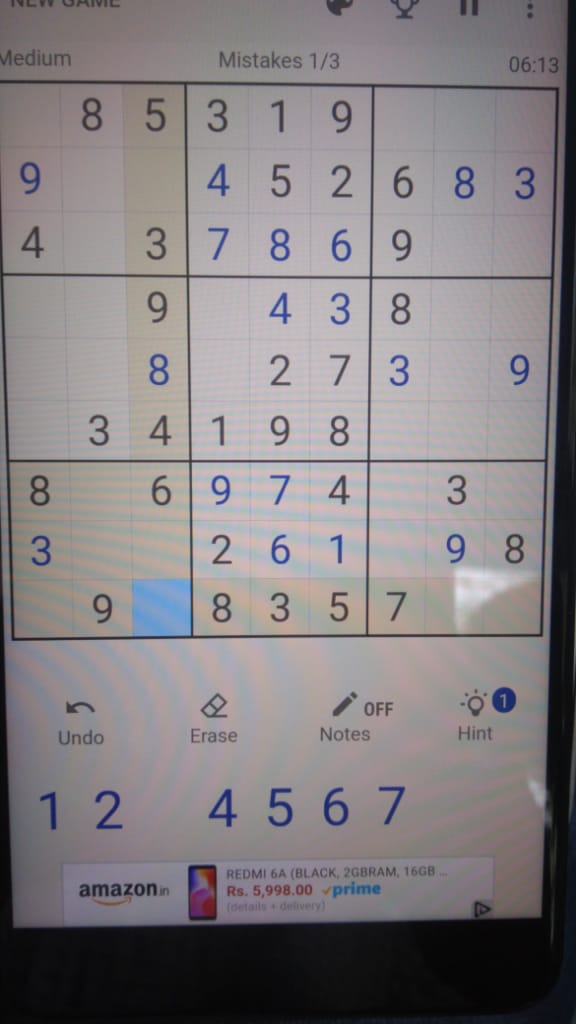 NEW GAME
Medium Mistakes 1/3 06:13
8 5 3 1 9
9 4 5 2 6 8 3
4 3 7 8 6 9
9 4 3 8
8 2 7 3 9
3 4 1 9 8
8 6 9 7 4 3
3 2 6 1 9 8
9 8 3 5 7
1
OFF
Undo Erase Notes Hint
1 2 4 5 6 7
amazon.in
REDMI 6A (BLACK, 2GBRAM, 16GB ...
Rs. 5,998.00 prime
(details + delivery)